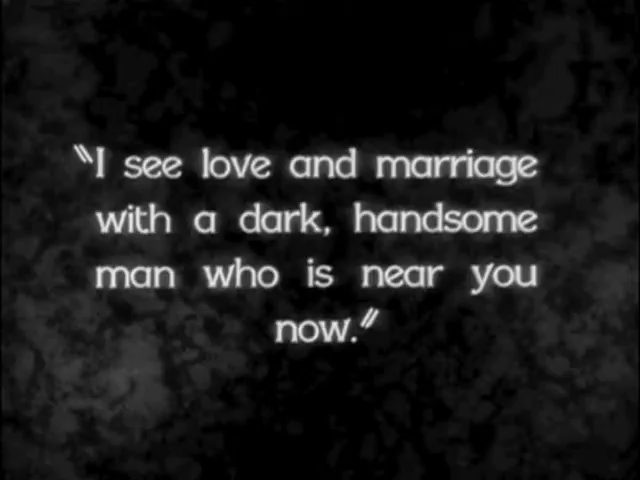 "I see love and marriage
with a dark, handsome
man who is near you
now."